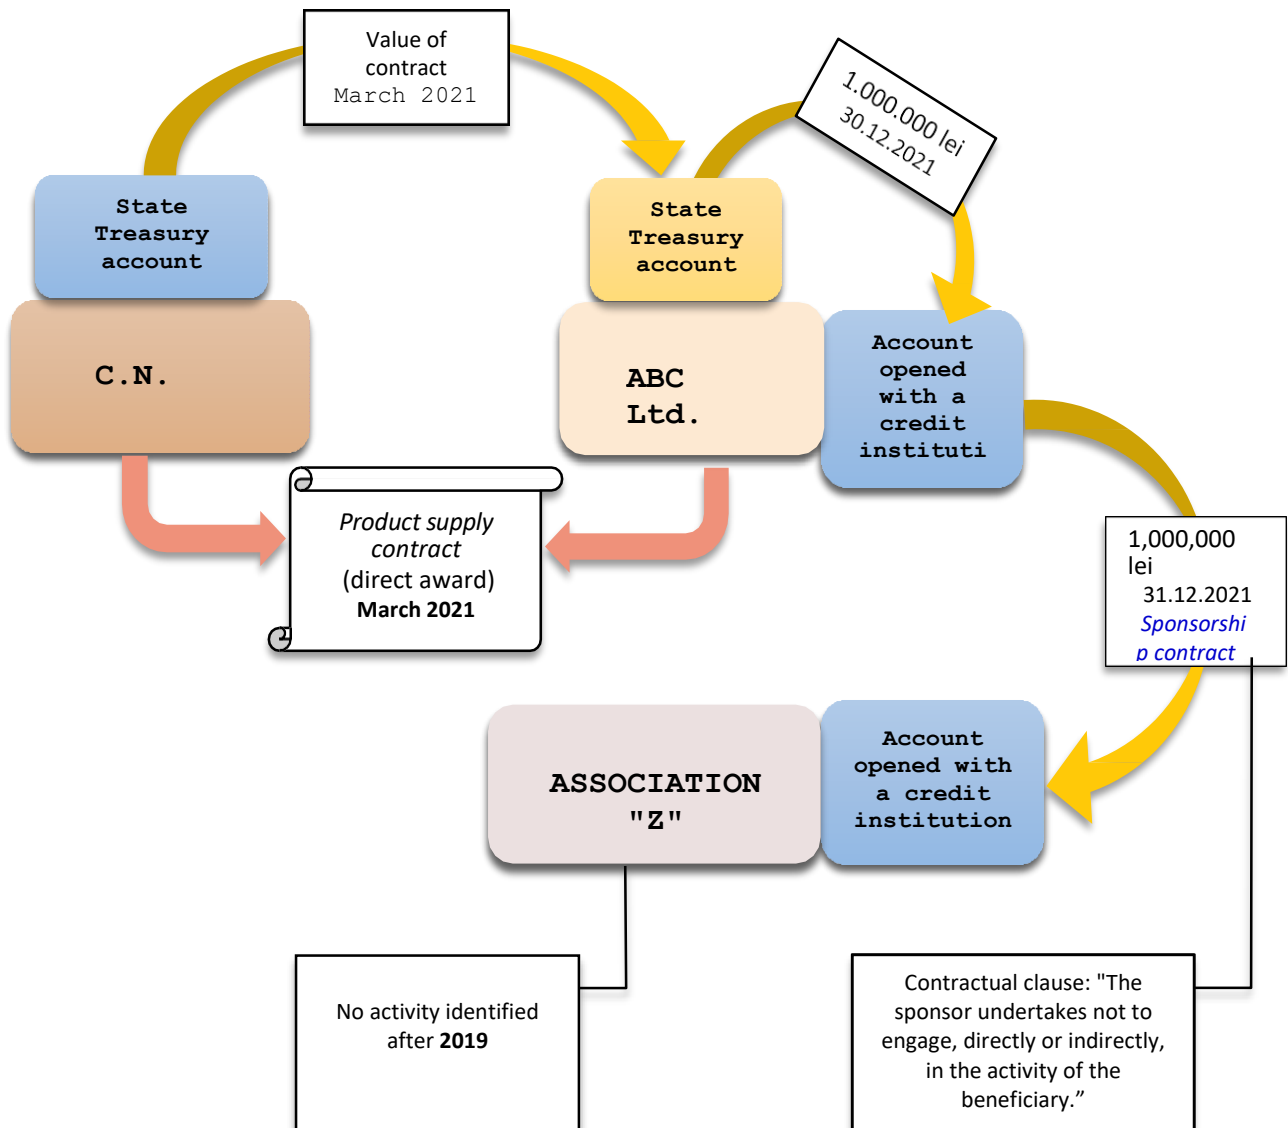 Value of
contract
March 2021
1.000.000 lei
30.12.2021
State
Treasury
account
State
Treasury
account
C.N.
ABC
Ltd.
Account
opened
with a
credit
instituti
Product supply
contract
(direct award)
March 2021
1,000,000
lei
31.12.2021
Sponsorshi
p contract
ASSOCIATION
"Z"
Account
opened with
a credit
institution
No activity identified
after 2019
Contractual clause: "The
sponsor undertakes not to
engage, directly or indirectly,
in the activity of the
beneficiary.”